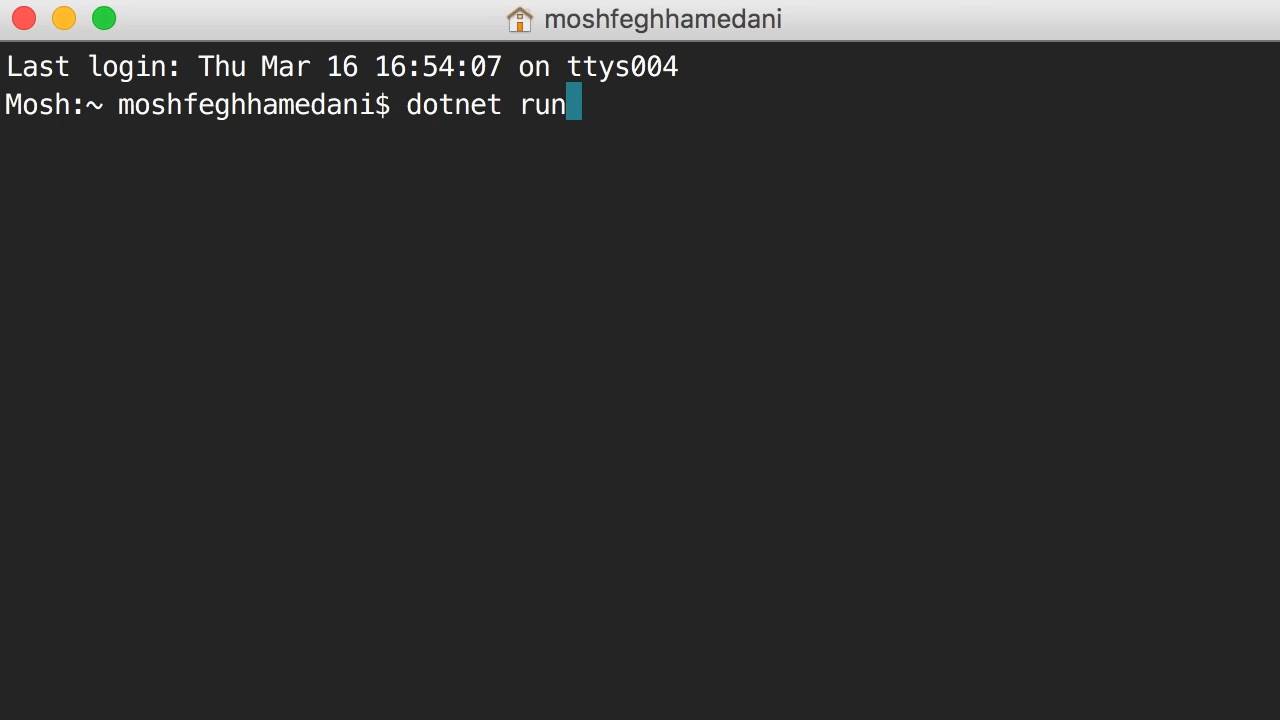 moshfeghhamedani
Last login: Thu Mar 16 16:54:07 on ttys004
Mosh:~ moshfeghhamedani$ dotnet run